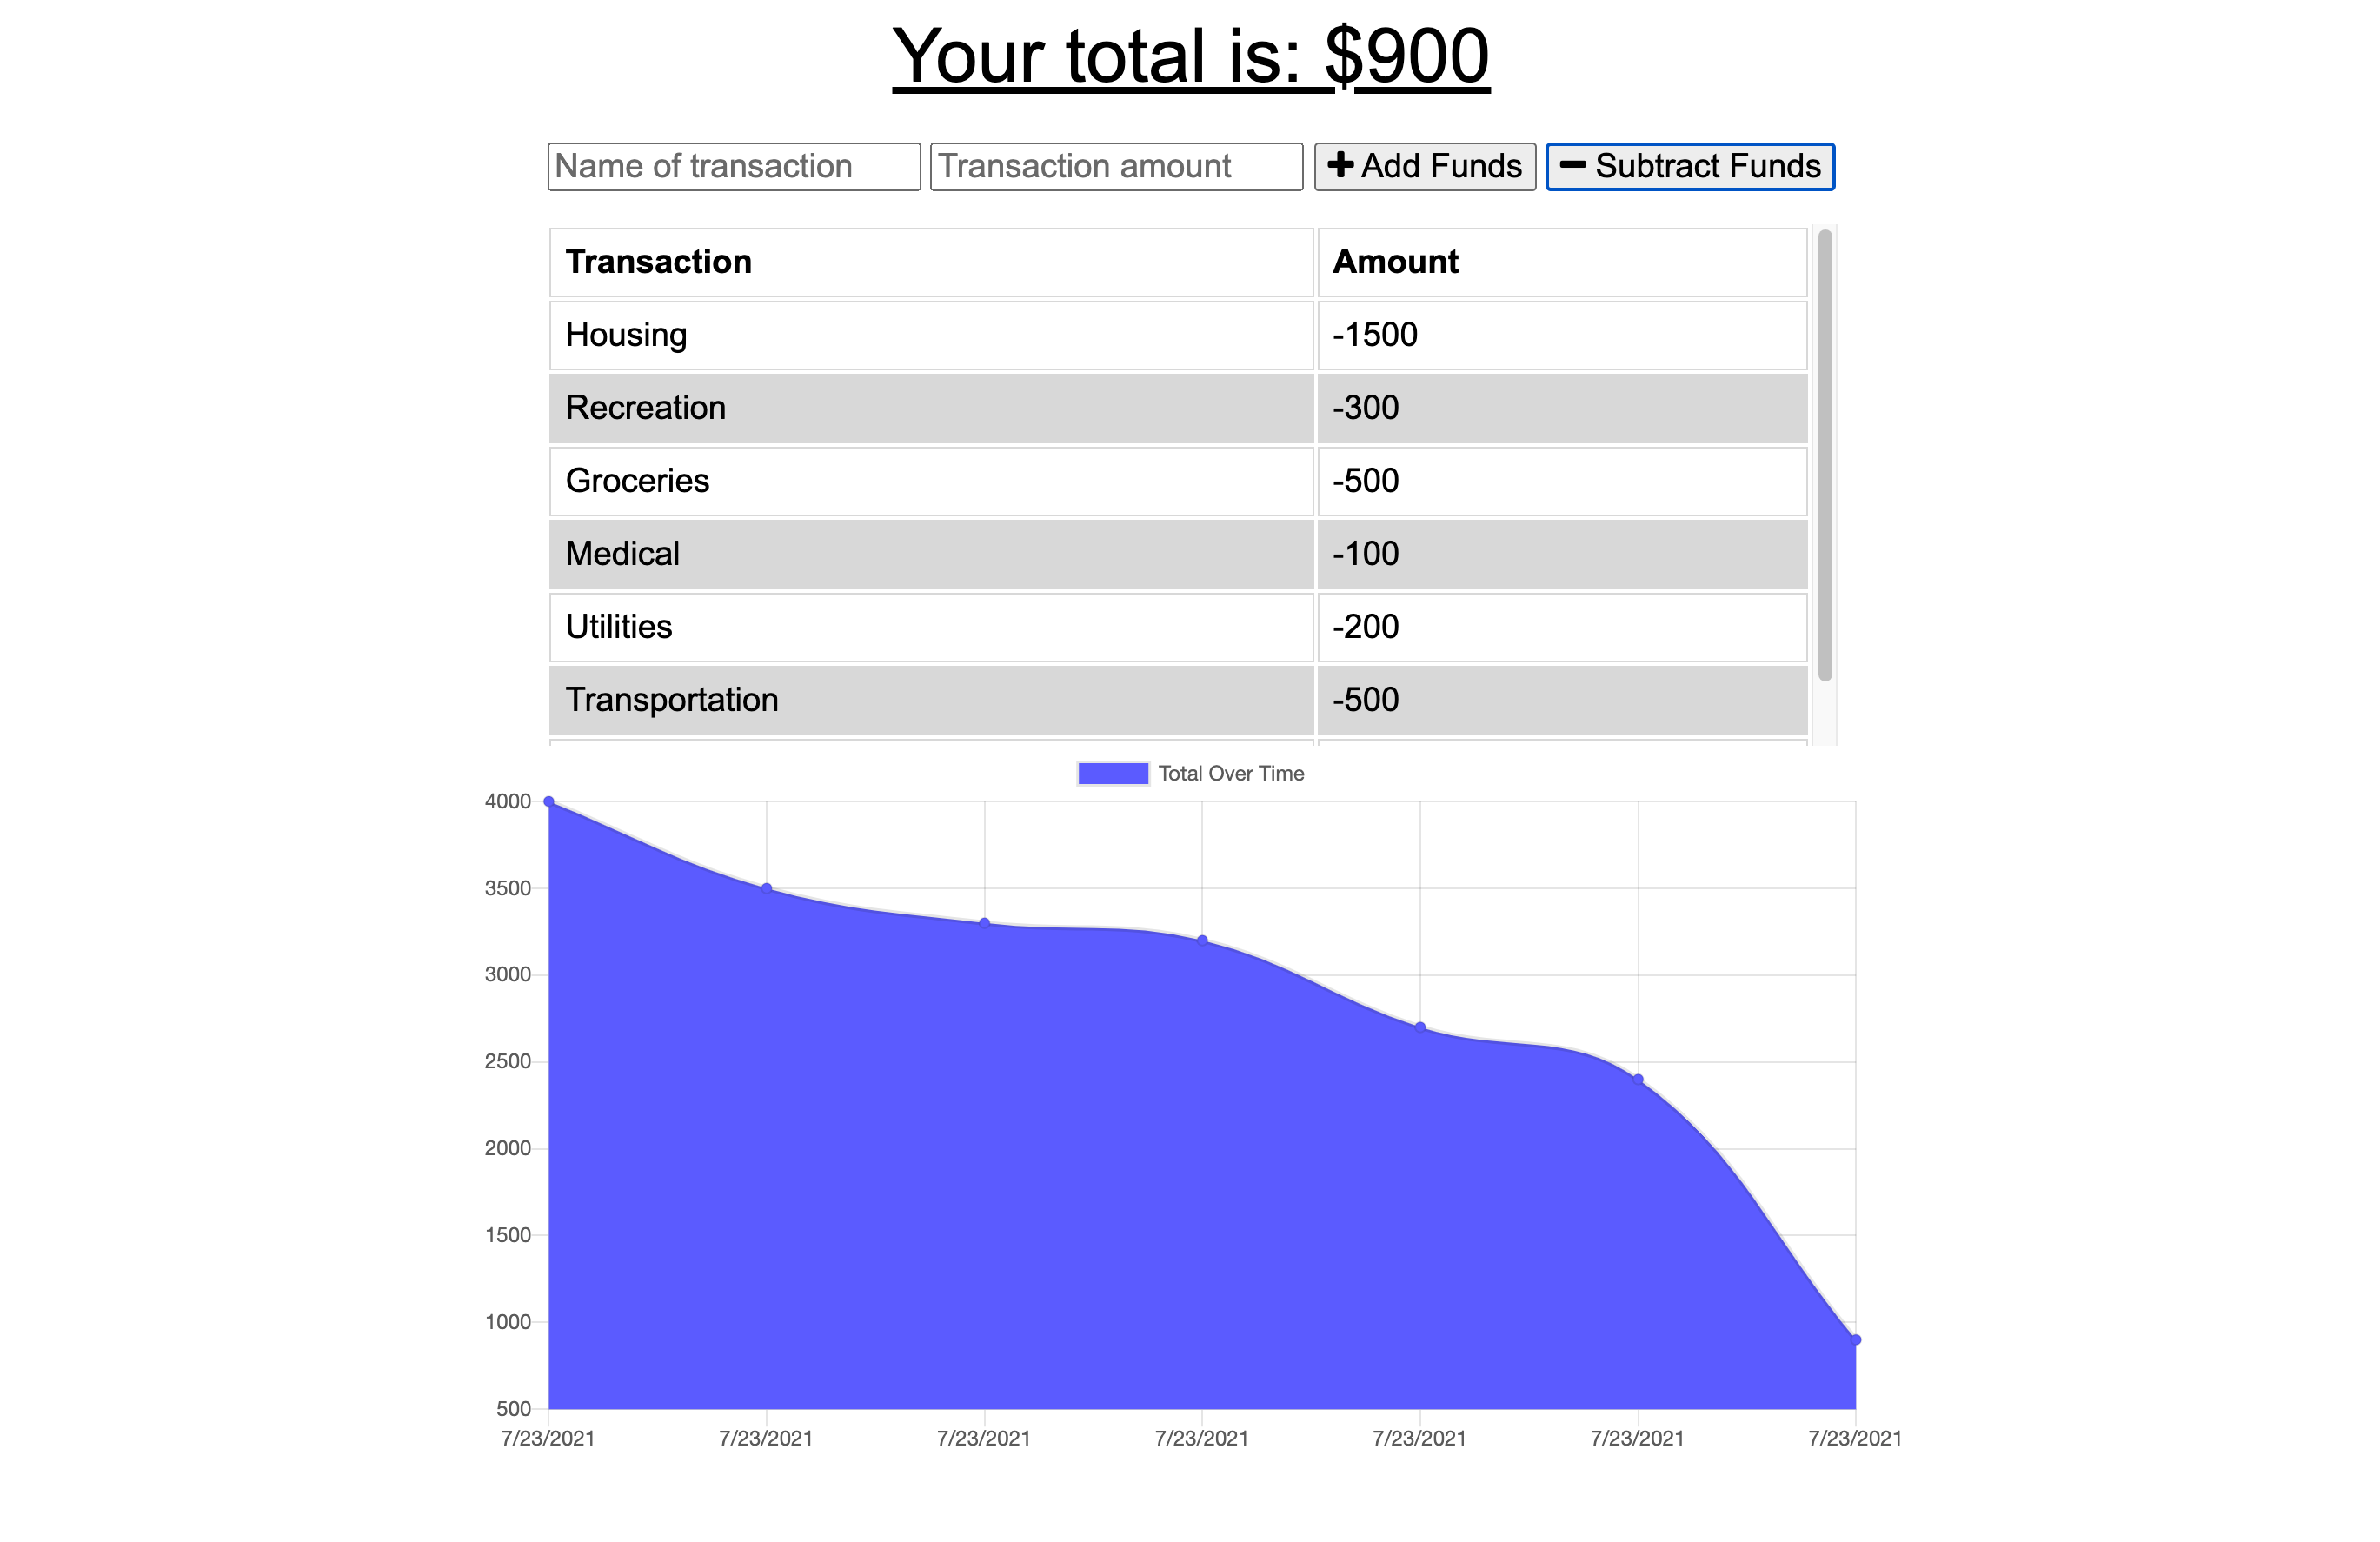 Your total is: $900
Name of transaction Transaction amount Add Funds Subtract Funds
Transaction Amount
Housing -1500
Recreation -300
Groceries -500
Medical -100
Utilities -200
Transportation -500
Total Over Time
4000
3500
3000
2500
2000
1500
1000
500
7/23/2021 7/23/2021 7/23/2021 7/23/2021 7/23/2021 7/23/2021 7/23/2021